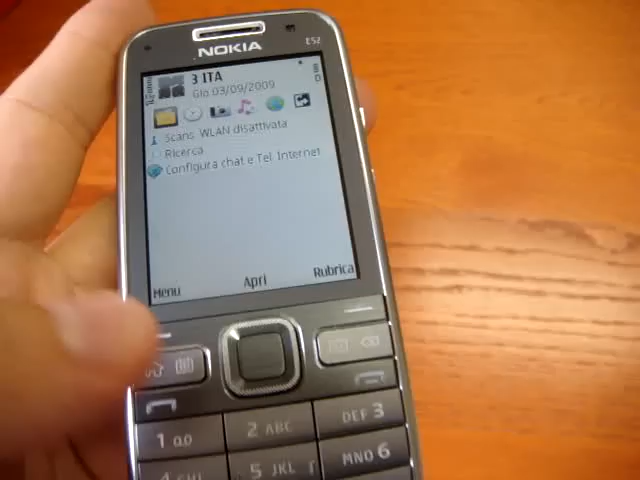 NOKIA
E52
3 ITA
Gio 03/09/2009
Scans. WLAN disattivata
Ricerca
Configura chat e Tel. Internet
Menu Apri Rubrica
1 2 ABC DEF 3
5 JKL MNO 6